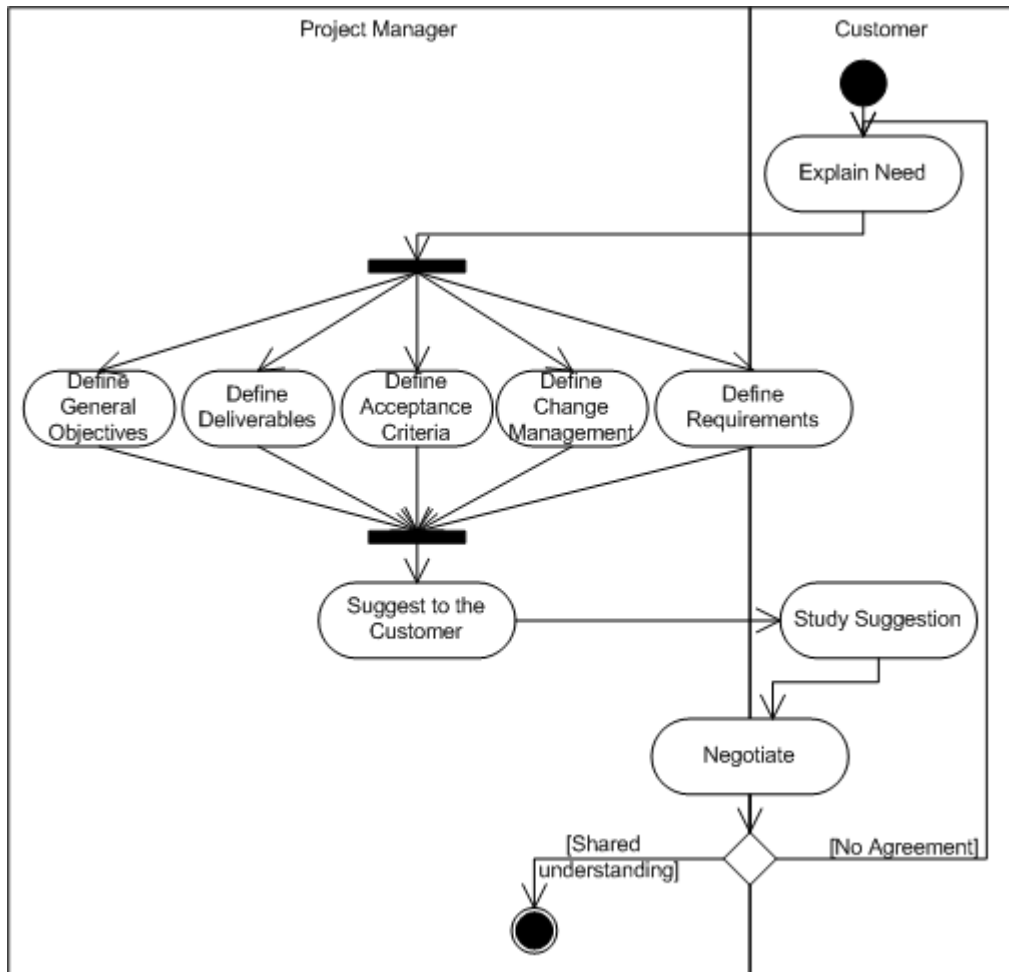 Project Manager
Customer
Explain Need
Define
General
Objectives
Define
Deliverables
Define
Acceptance
Criteria
Define
Change
Management
Define
Requirements
Suggest to the
Customer
Study Suggestion
Negotiate
[Shared
understanding]
[No Agreement]